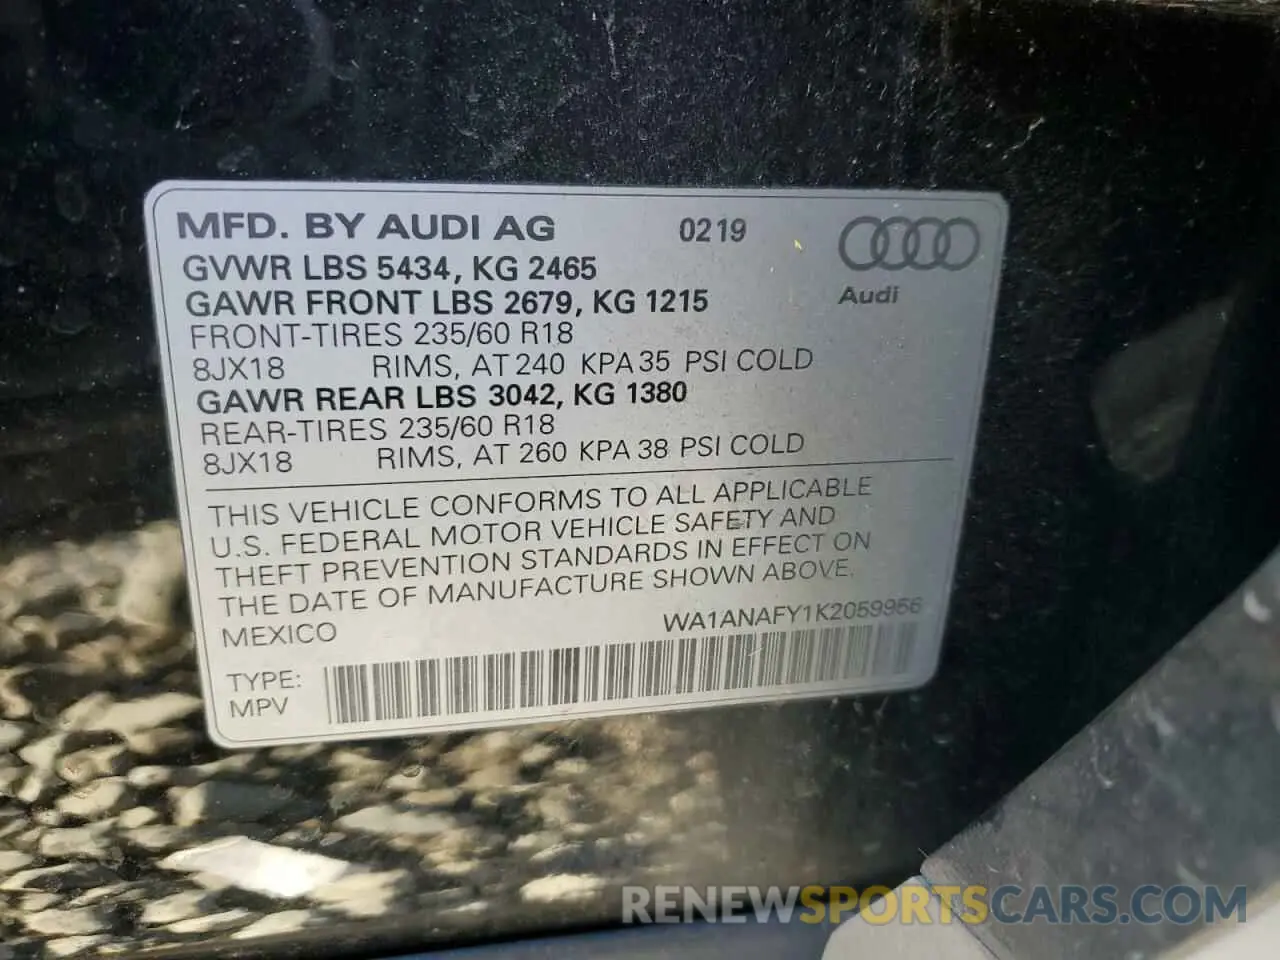 MFD. BY AUDI AG 0219
GVWR LBS 5434, KG 2465
GAWR FRONT LBS 2679, KG 1215
Audi
FRONT-TIRES 235/60 R18
8JX18 RIMS, AT 240 KPA 35 PSI COLD
GAWR REAR LBS 3042, KG 1380
REAR-TIRES 235/60 R18
8JX18 RIMS, AT 260 KPA 38 PSI COLD
THIS VEHICLE CONFORMS TO ALL APPLICABLE
U.S. FEDERAL MOTOR VEHICLE SAFETY AND
THEFT PREVENTION STANDARDS IN EFFECT ON
THE DATE OF MANUFACTURE SHOWN ABOVE.
MEXICO WA1ANAFY1K2059956
TYPE:
MPV
RENEWSPORTSCARS.COM